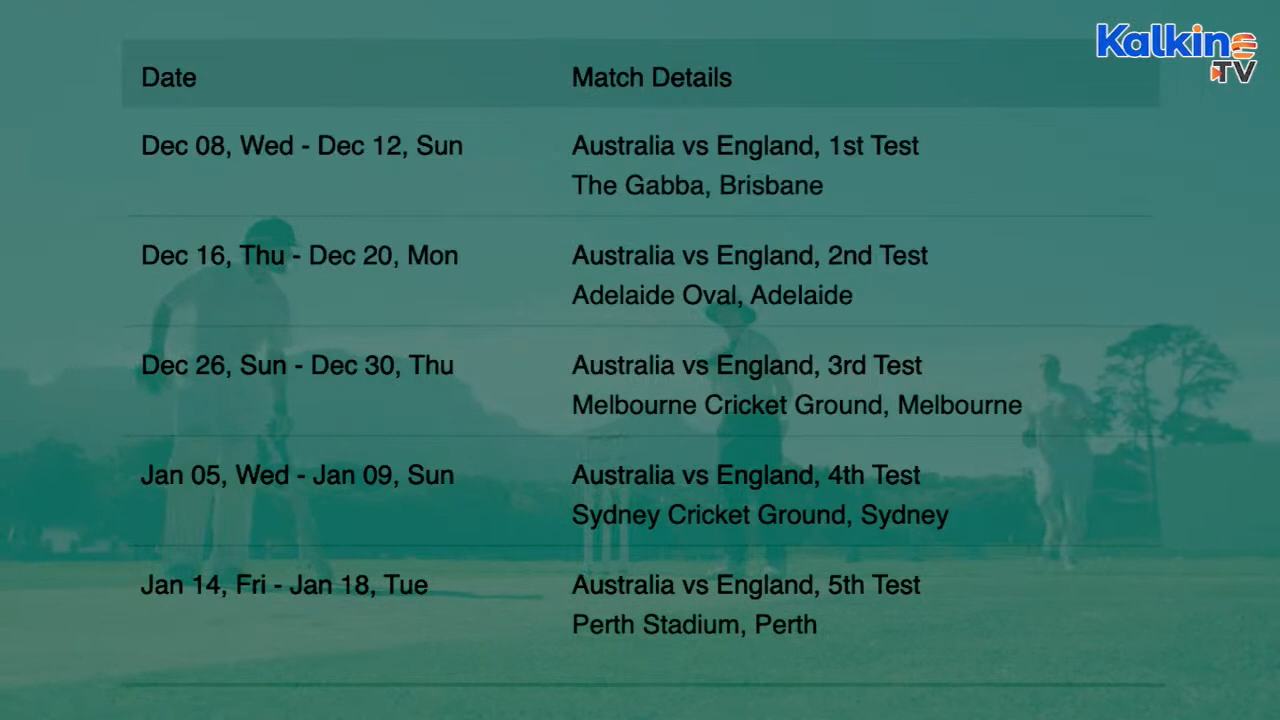 Kalkine
TV
Date Match Details
Dec 08, Wed - Dec 12, Sun Australia vs England, 1st Test
The Gabba, Brisbane
Dec 16, Thu - Dec 20, Mon Australia vs England, 2nd Test
Adelaide Oval, Adelaide
Dec 26, Sun - Dec 30, Thu Australia vs England, 3rd Test
Melbourne Cricket Ground, Melbourne
Jan 05, Wed - Jan 09, Sun Australia vs England, 4th Test
Sydney Cricket Ground, Sydney
Jan 14, Fri - Jan 18, Tue Australia vs England, 5th Test
Perth Stadium, Perth